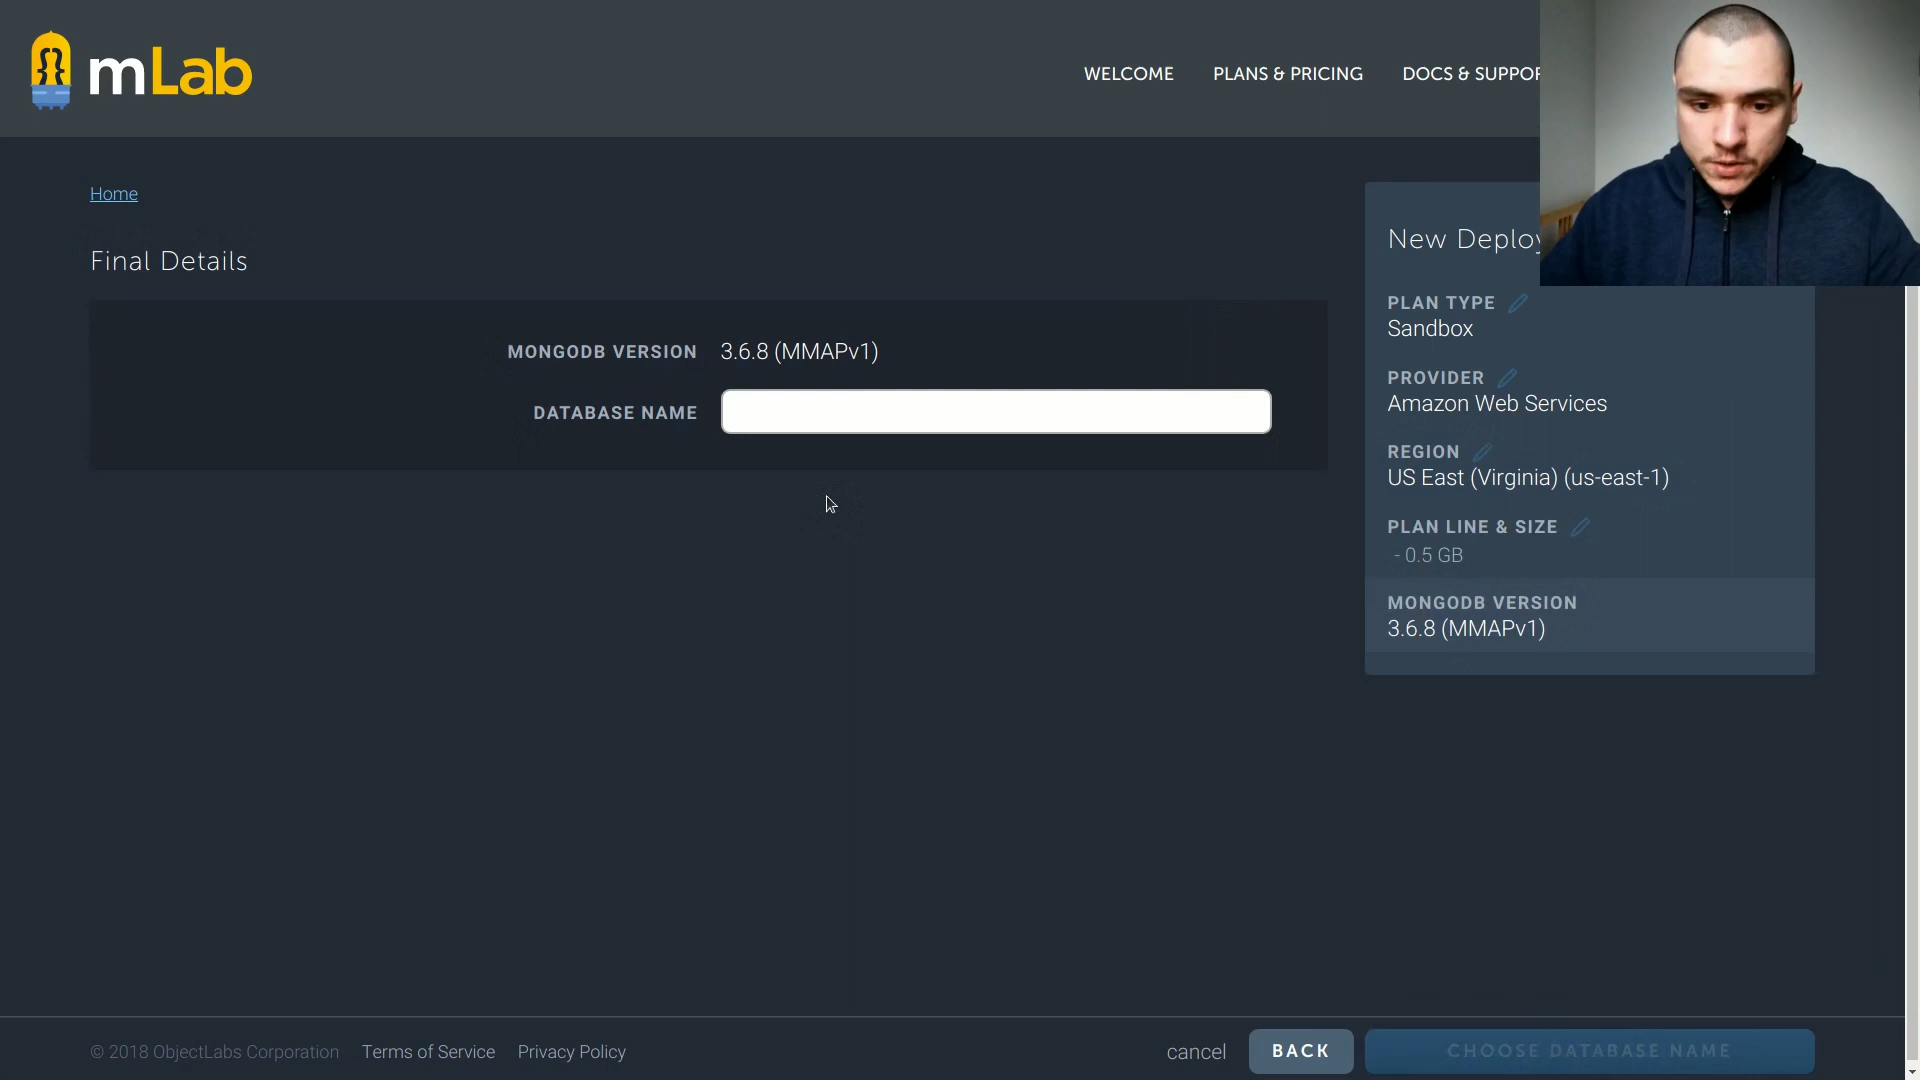 mLab
WELCOME
PLANS & PRICING
DOCS & SUPPOR
Home
Final Details
MONGODB VERSION
3.6.8 (MMAPv1)
DATABASE NAME
New Deploy
PLAN TYPE
Sandbox
PROVIDER
Amazon Web Services
REGION
US East (Virginia) (us-east-1)
PLAN LINE & SIZE
- 0.5 GB
MONGODB VERSION
3.6.8 (MMAPv1)
© 2018 ObjectLabs Corporation
Terms of Service
Privacy Policy
cancel
BACK
CHOOSE DATABASE NAME